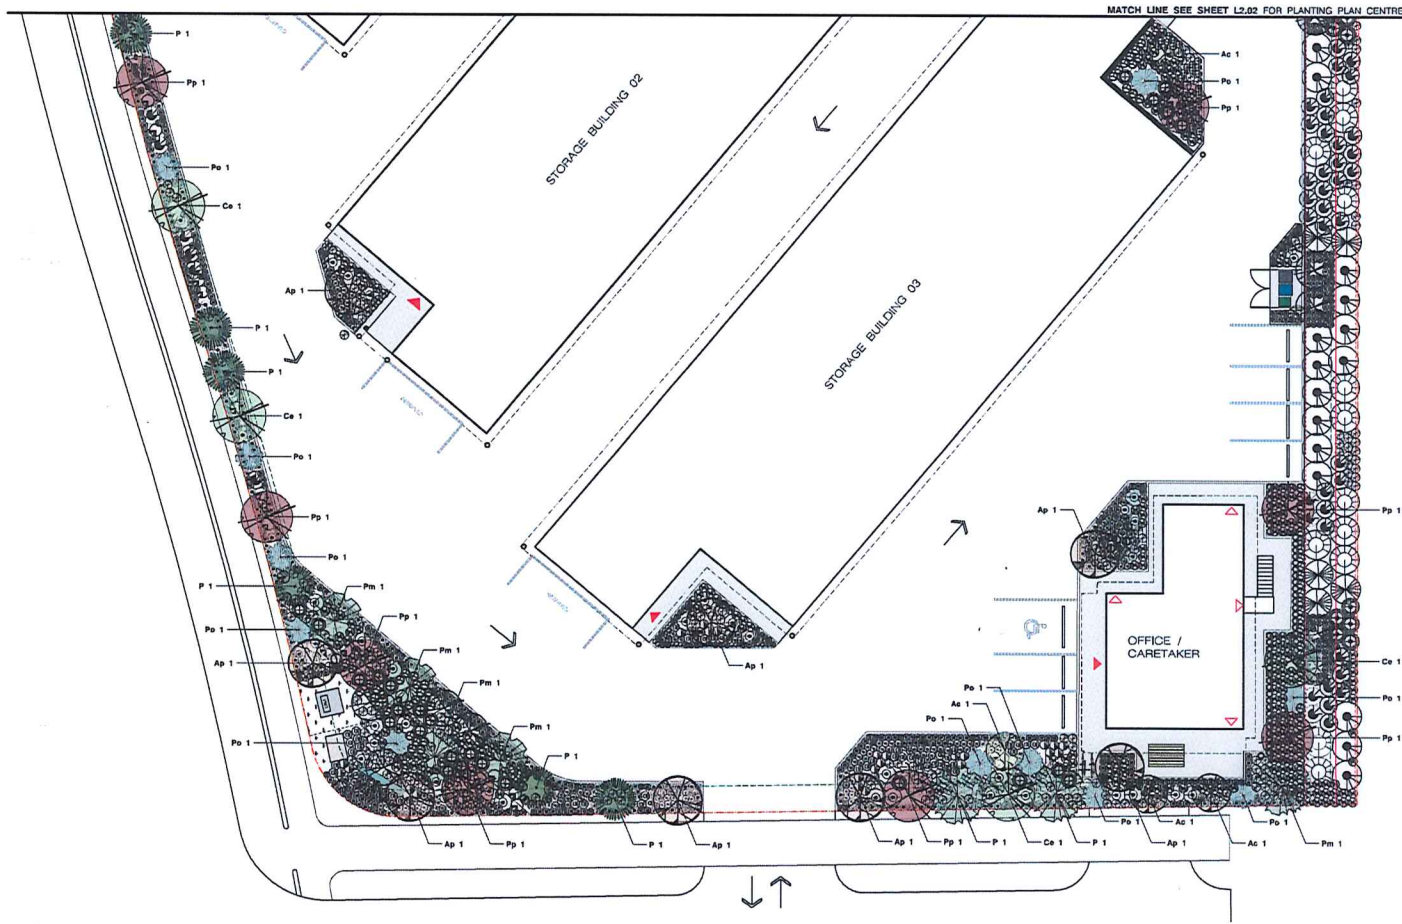 MATCH LINE SEE SHEET L2.02 FOR PLANTING PLAN CENTRE
P 1
Pp 1
Po 1
Ce 1
Ac 1
Po 1
Pp 1
STORAGE BUILDING 02
STORAGE BUILDING 03
Ap 1
P 1
P 1
Ce 1
Po 1
Pp 1
Po 1
P 1
Pm 1
Po 1
Pp 1
Ap 1
Pm 1
Pm 1
Po 1
Pm 1
P 1
Ap 1
Pp 1
P 1
Ap 1
Ap 1
Ap 1
Pp 1
OFFICE /
CARETAKER
Ce 1
Po 1
Pp 1
Po 1
Ac 1
Po 1
Ap 1
Pp 1
P 1
Ce 1
P 1
Po 1
Ap 1
Ac 1
Po 1
Ac 1
Pm 1